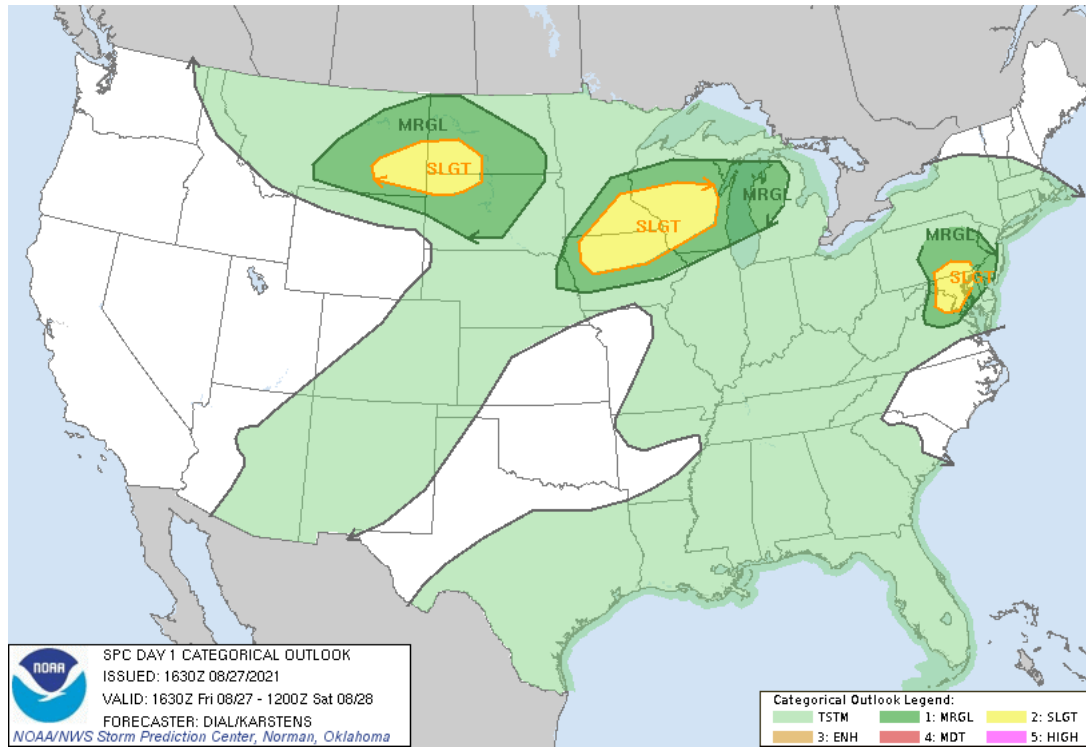 MRGL
SLGT
MRGL
SLGT
MRGL
SLGT
NOAA
SPC DAY 1 CATEGORICAL OUTLOOK
ISSUED: 1630Z 08/27/2021
VALID: 1630Z Fri 08/27 - 1200Z Sat 08/28
FORECASTER: DIAL/KARSTENS
NOAA/NWS Storm Prediction Center, Norman, Oklahoma
Categorical Outlook Legend:
TSTM 1: MRGL 2: SLGT
3: ENH 4: MDT 5: HIGH